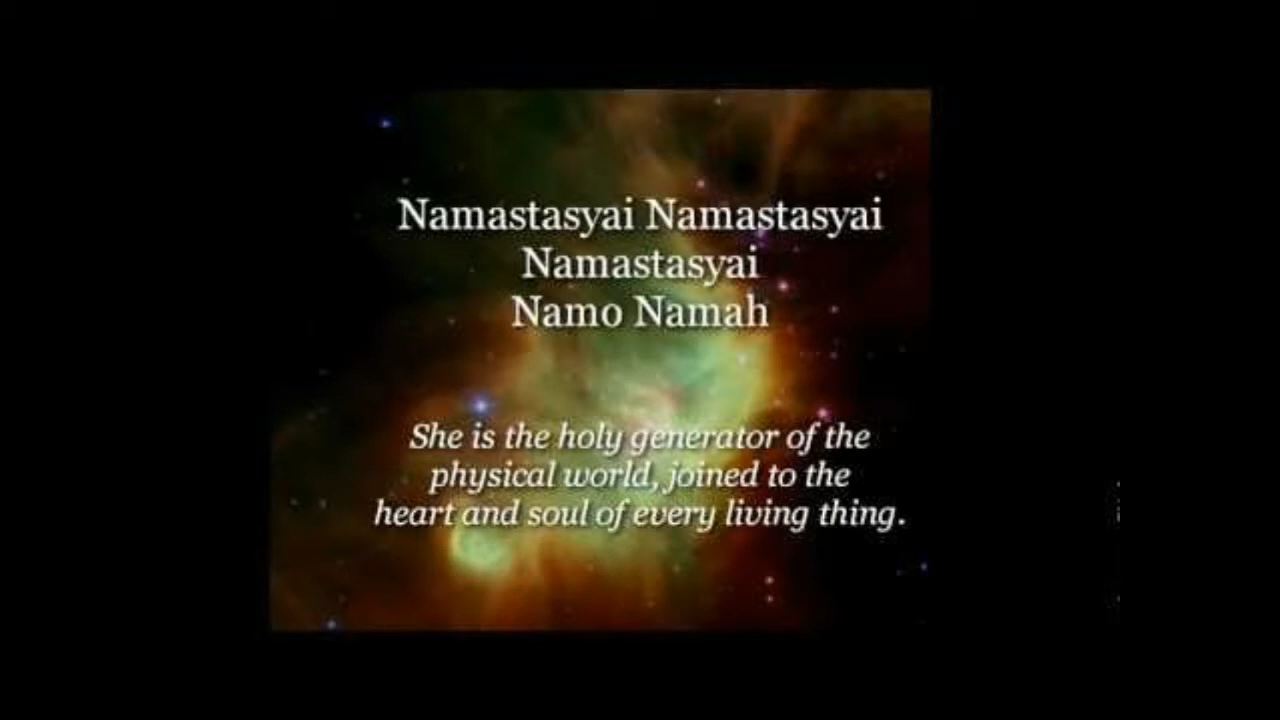 Namastasyai Namastasyai
Namastasyai
Namo Namah
She is the holy generator of the
physical world, joined to the
heart and soul of every living thing.